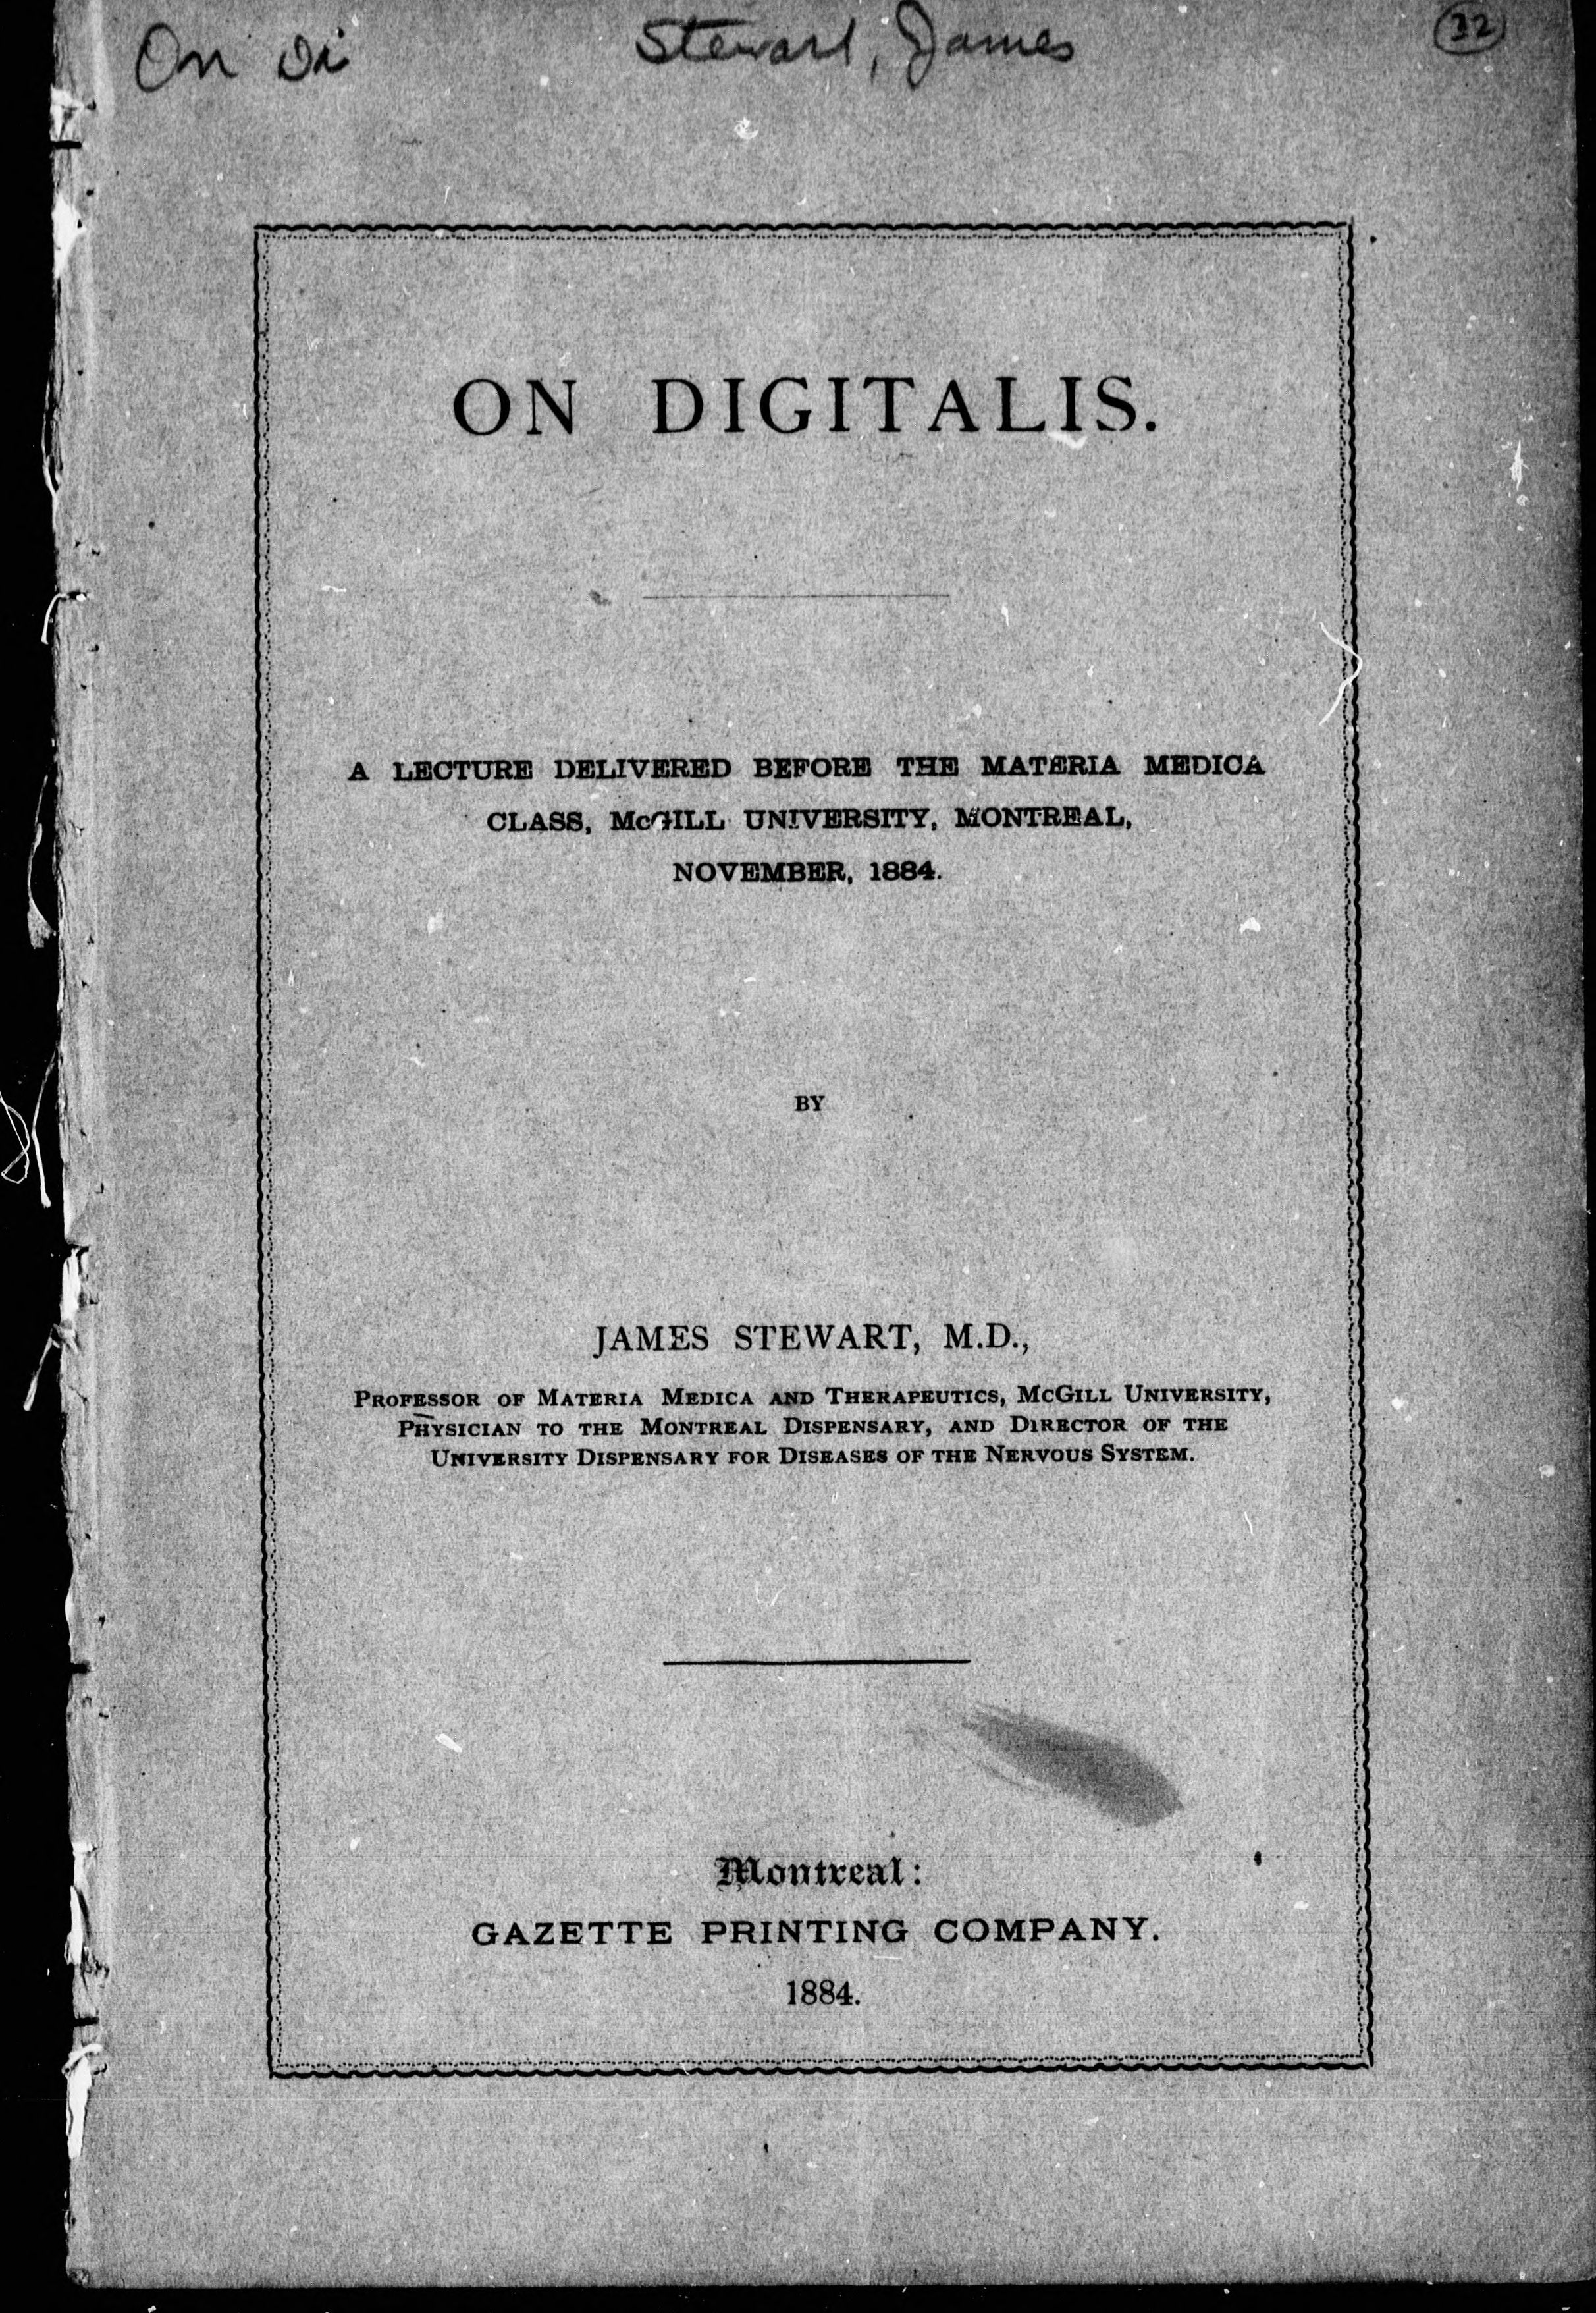 On Di Stewart, James 32
ON DIGITALIS.
A LECTURE DELIVERED BEFORE THE MATERIA MEDICA
CLASS, McGILL UNIVERSITY, MONTREAL,
NOVEMBER, 1884.
BY
JAMES STEWART, M.D.,
PROFESSOR OF MATERIA MEDICA AND THERAPEUTICS, MCGILL UNIVERSITY,
PHYSICIAN TO THE MONTREAL DISPENSARY, AND DIRECTOR OF THE
UNIVERSITY DISPENSARY FOR DISEASES OF THE NERVOUS SYSTEM.
Montreal:
GAZETTE PRINTING COMPANY.
1884.